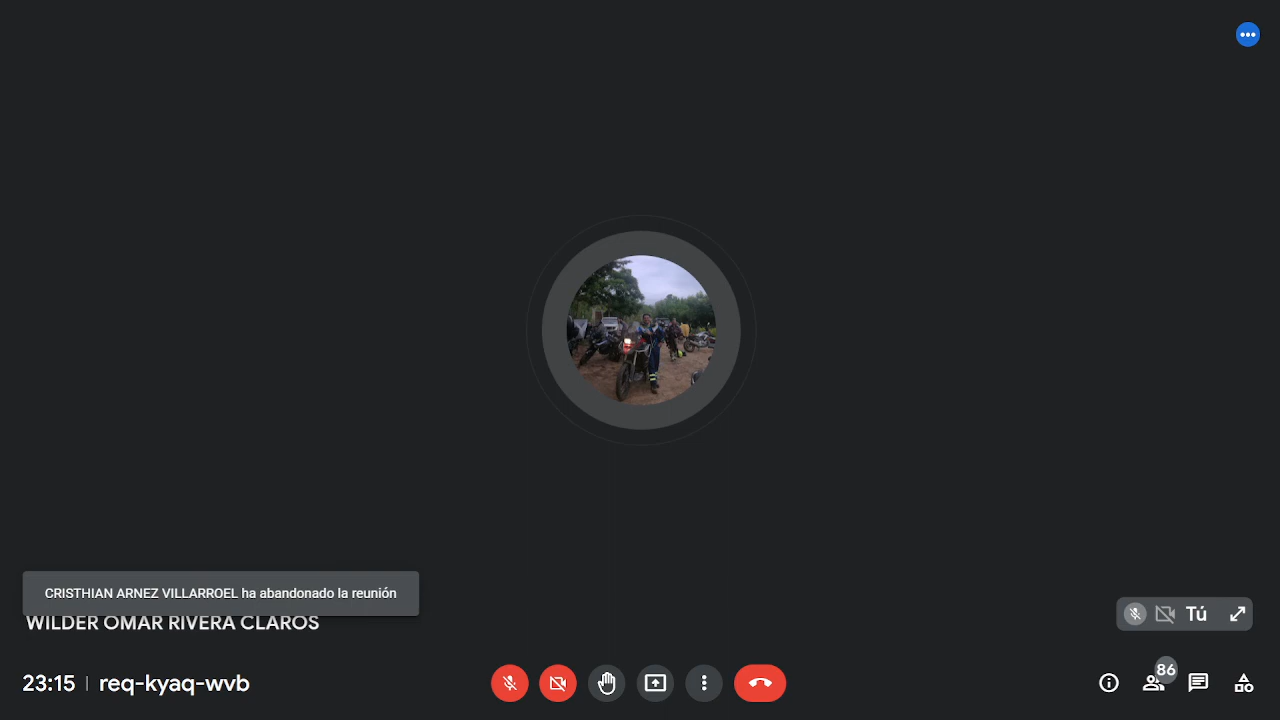 CRISTHIAN ARNEZ VILLARROEL ha abandonado la reunión
WILDER OMAR RIVERA CLAROS
Tú
23:15 | req-kyaq-wvb
86